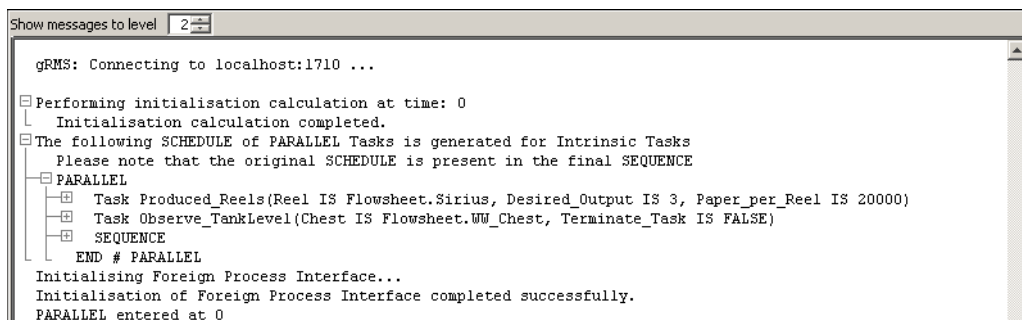 Show messages to level 2
gRMS: Connecting to localhost:1710 ...
Performing initialisation calculation at time: 0
Initialisation calculation completed.
The following SCHEDULE of PARALLEL Tasks is generated for Intrinsic Tasks
Please note that the original SCHEDULE is present in the final SEQUENCE
PARALLEL
Task Produced_Reels(Reel IS Flowsheet.Sirius, Desired_Output IS 3, Paper_per_Reel IS 20000)
Task Observe_TankLevel(Chest IS Flowsheet.WW_Chest, Terminate_Task IS FALSE)
SEQUENCE
END # PARALLEL
Initialising Foreign Process Interface...
Initialisation of Foreign Process Interface completed successfully.
PARALLEL entered at 0